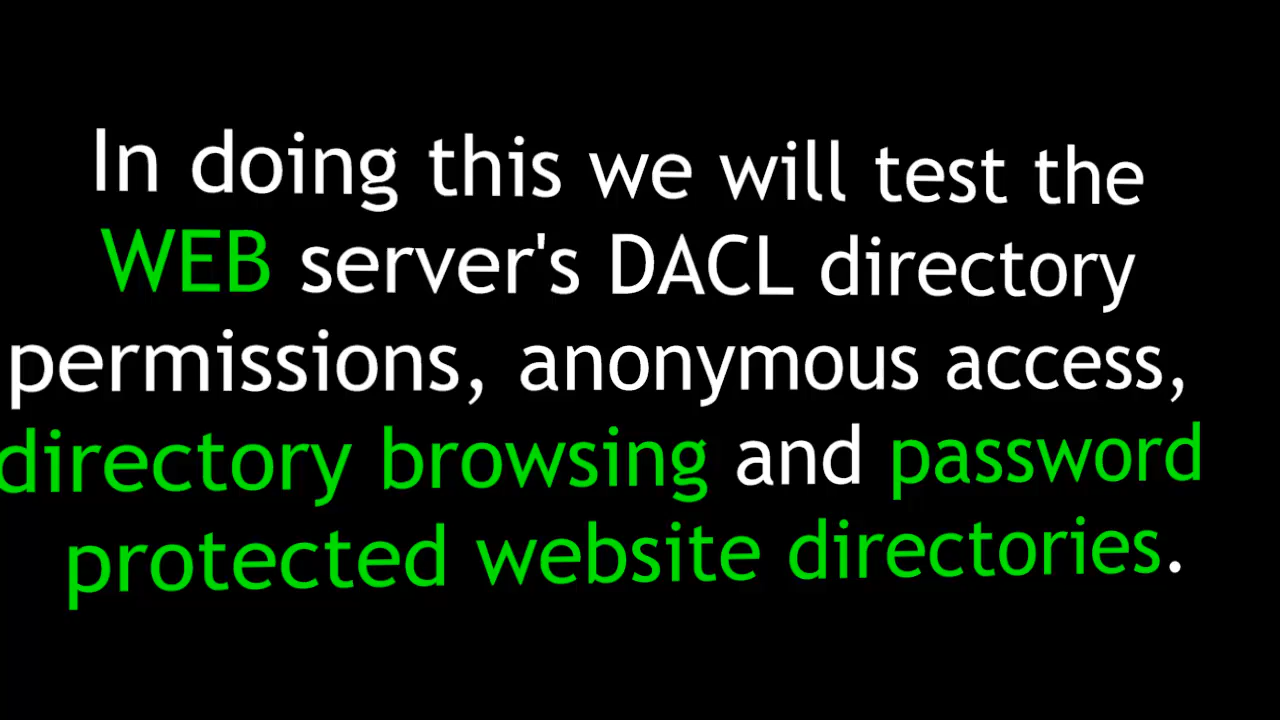 In doing this we will test the
WEB server's DACL directory
permissions, anonymous access,
directory browsing and password
protected website directories.